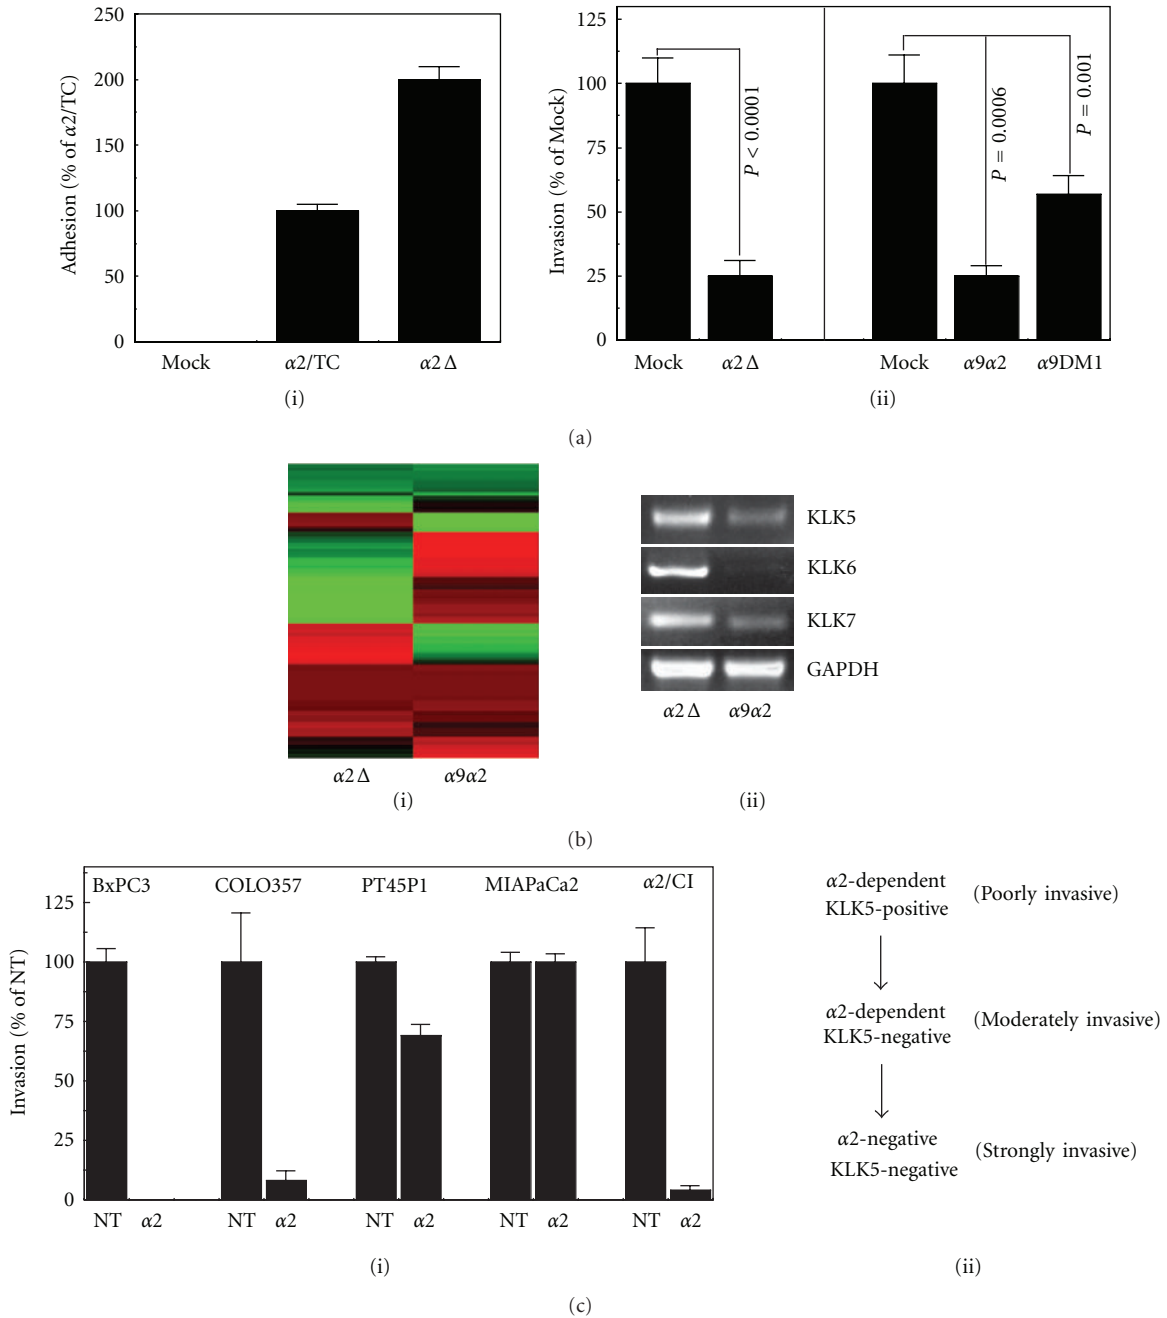 250
200
150
100
50
0
Adhesion (% of α2/TC)
Mock α2/TC α2Δ
(i)
125
100
75
50
25
0
Invasion (% of Mock)
P < 0.0001
P = 0.0006
P = 0.001
Mock α2Δ Mock α9α2 α9DM1
(ii)
(a)
α2Δ α9α2
(i)
KLK5
KLK6
KLK7
GAPDH
α2Δ α9α2
(ii)
(b)
BxPC3 COLO357 PT45P1 MIAPaCa2 α2/CI
125
100
75
50
25
0
Invasion (% of NT)
NT α2 NT α2 NT α2 NT α2 NT α2
(i)
α2-dependent
KLK5-positive
(Poorly invasive)
α2-dependent
KLK5-negative
(Moderately invasive)
α2-negative
KLK5-negative
(Strongly invasive)
(ii)
(c)